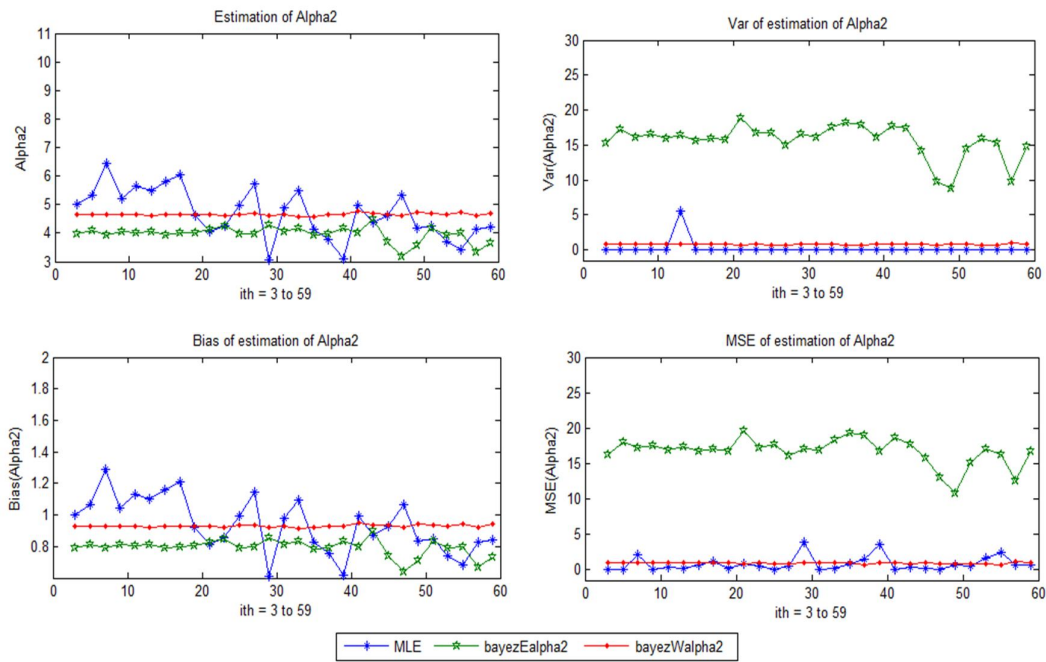 Estimation of Alpha2
Alpha2
11
10
9
8
7
6
5
4
3
0 10 20 30 40 50 60
ith = 3 to 59
Var of estimation of Alpha2
Var(Alpha2)
30
25
20
15
10
5
0
0 10 20 30 40 50 60
ith = 3 to 59
Bias of estimation of Alpha2
Bias(Alpha2)
2
1.8
1.6
1.4
1.2
1
0.8
0 10 20 30 40 50 60
ith = 3 to 59
MSE of estimation of Alpha2
MSE(Alpha2)
30
25
20
15
10
5
0
0 10 20 30 40 50 60
ith = 3 to 59
MLE bayezEalpha2 bayezWalpha2